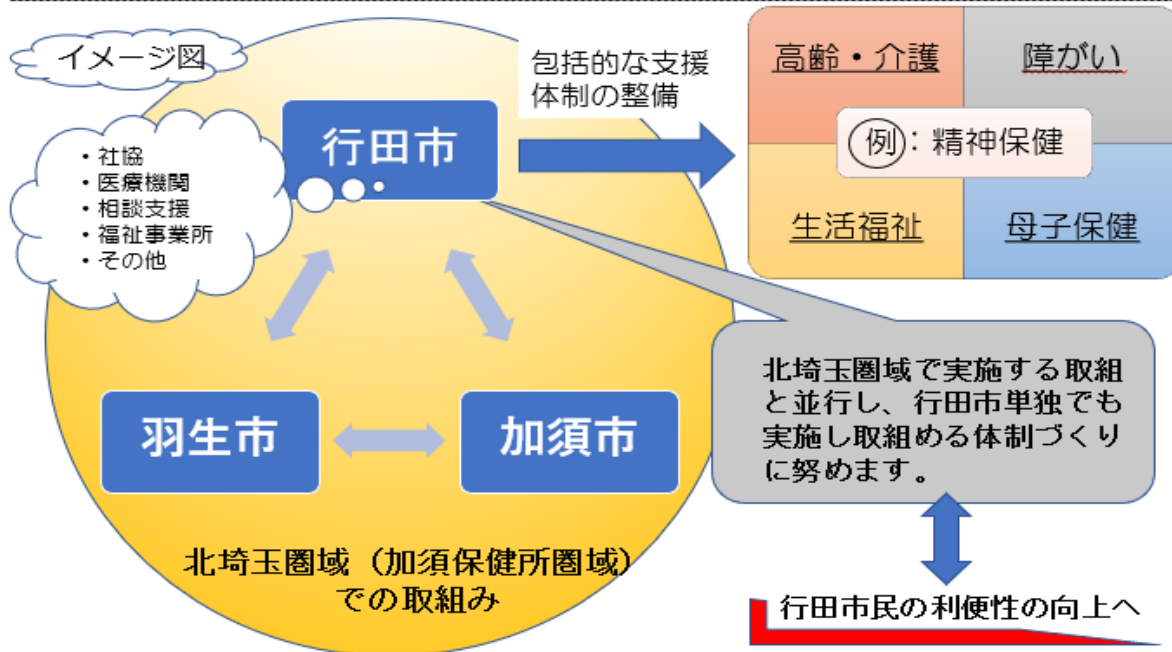 イメージ図
包括的な支援
体制の整備
高齢・介護
障がい
例：精神保健
生活福祉
母子保健
行田市
・社協
・医療機関
・相談支援
・福祉事業所
・その他
羽生市
加須市
北埼玉圏域（加須保健所圏域）
での取組み
北埼玉圏域で実施する取組
と並行し、行田市単独でも
実施し取組める体制づくり
に努めます。
行田市民の利便性の向上へ